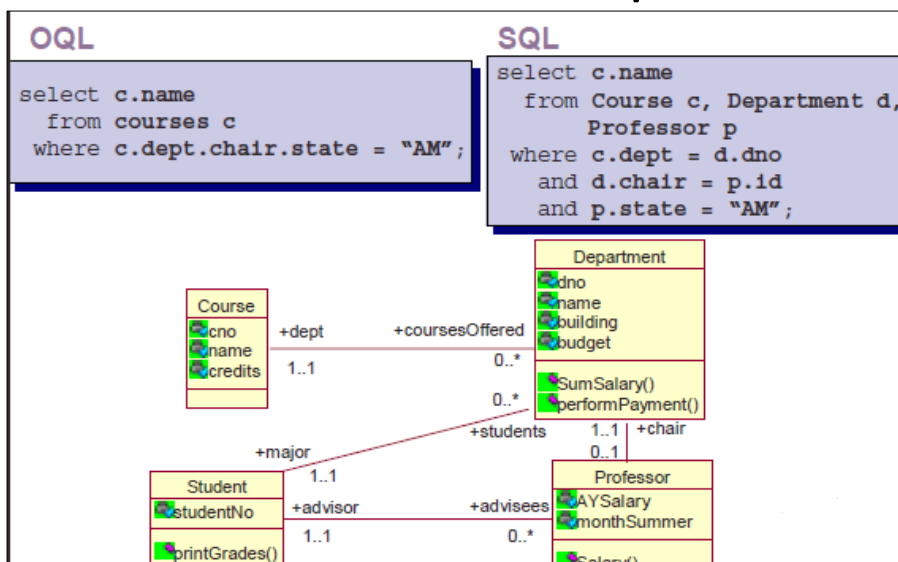 OQL
select c.name
from courses c
where c.dept.chair.state = “AM”;
SQL
select c.name
from Course c, Department d,
Professor p
where c.dept = d.dno
and d.chair = p.id
and p.state = “AM”;
Department
dno
name
building
budget
SumSalary()
performPayment()
Course
cno
name
credits
+dept
+coursesOffered
1..1
0..*
0..*
+students
+major
1..1
1..1
+chair
0..1
Student
studentNo
printGrades()
+advisor
+advisees
1..1
0..*
Professor
AYSalary
monthSummer
Salary()